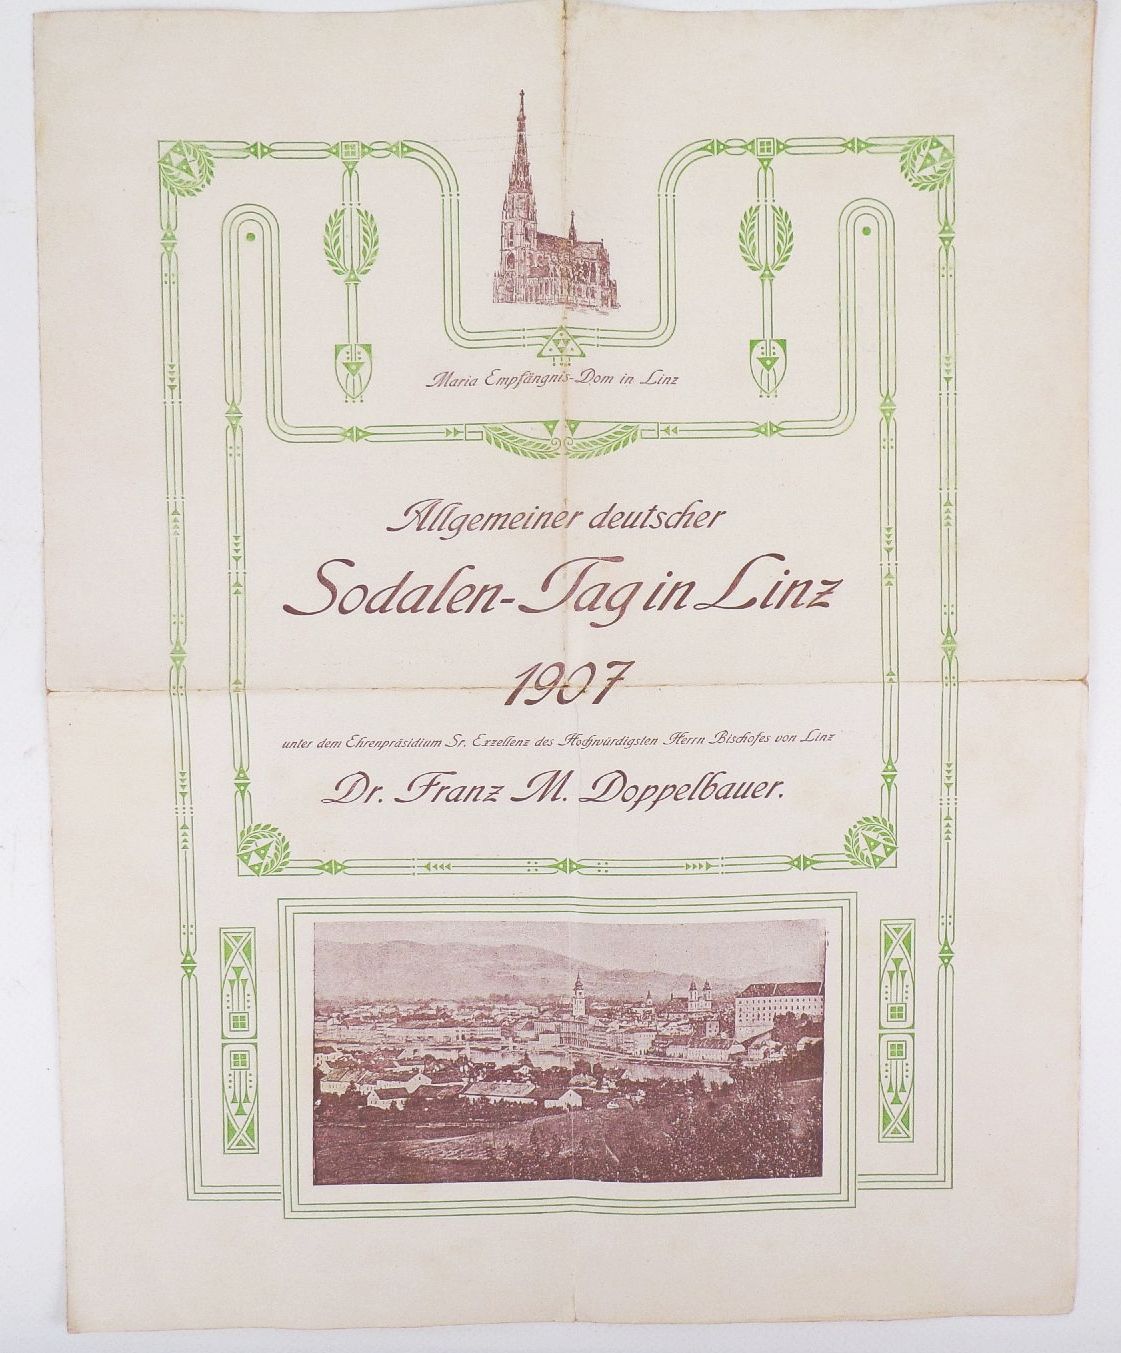 Maria Empfängnis-Dom in Linz
Allgemeiner deutscher
Sodalen-Tag in Linz
1907
unter dem Ehrenpräsidium Sr. Exzellenz des Hochwürdigsten Herrn Bischofes von Linz
Dr. Franz M. Doppelbauer.